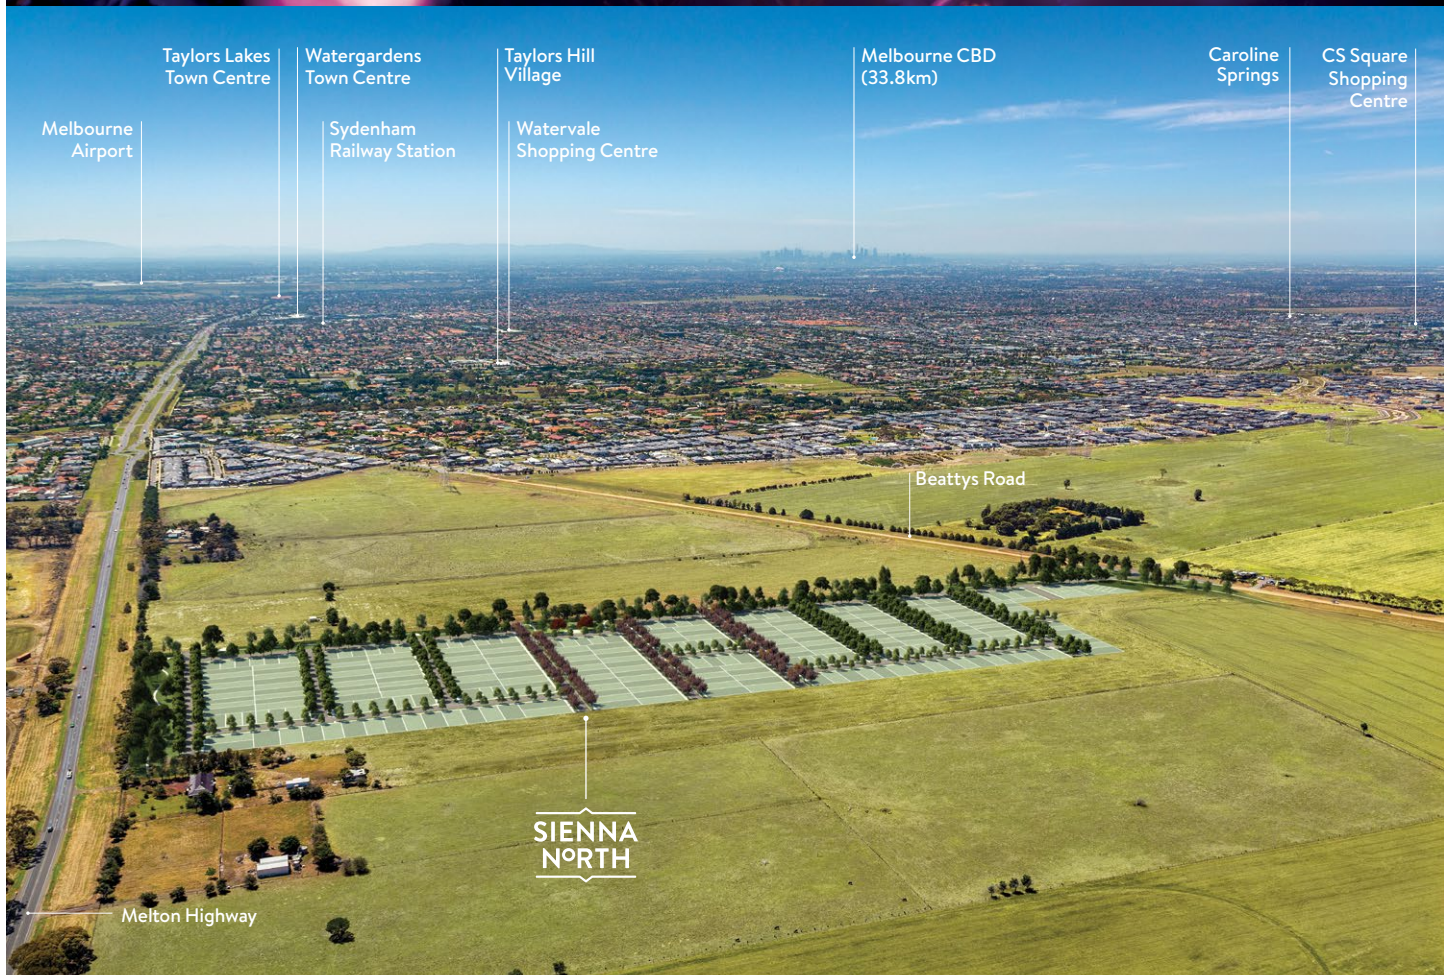 Taylors Lakes
Town Centre
Watergardens
Town Centre
Taylors Hill
Village
Melbourne CBD
(33.8km)
Caroline
Springs
CS Square
Shopping
Centre
Melbourne
Airport
Sydenham
Railway Station
Watervale
Shopping Centre
Beattys Road
SIENNA
NORTH
Melton Highway